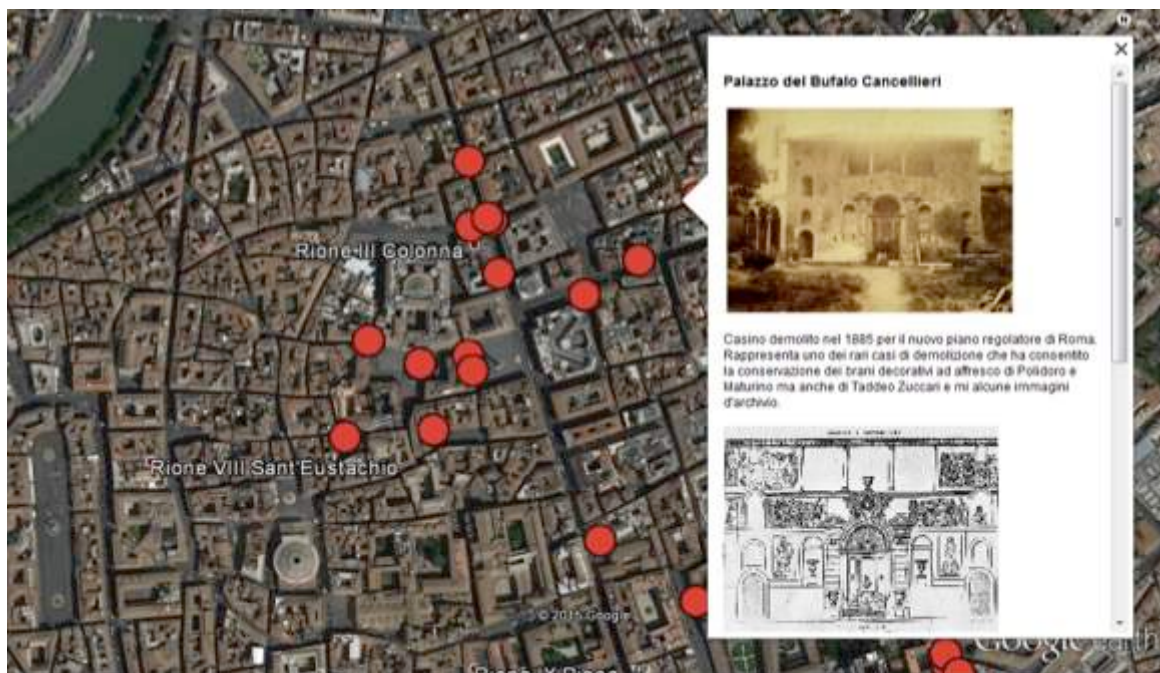 Rione III Colonna
Rione VIII Sant'Eustachio
© 2015 Google
Google earth
Palazzo del Bufalo Cancellieri
Casino demolito nel 1885 per il nuovo piano regolatore di Roma.
Rappresenta uno dei rari casi di demolizione che ha consentito
la conservazione dei brani decorativi ad affresco di Polidoro e
Maturino ma anche di Taddeo Zuccari e mi alcune immagini
d'archivio.